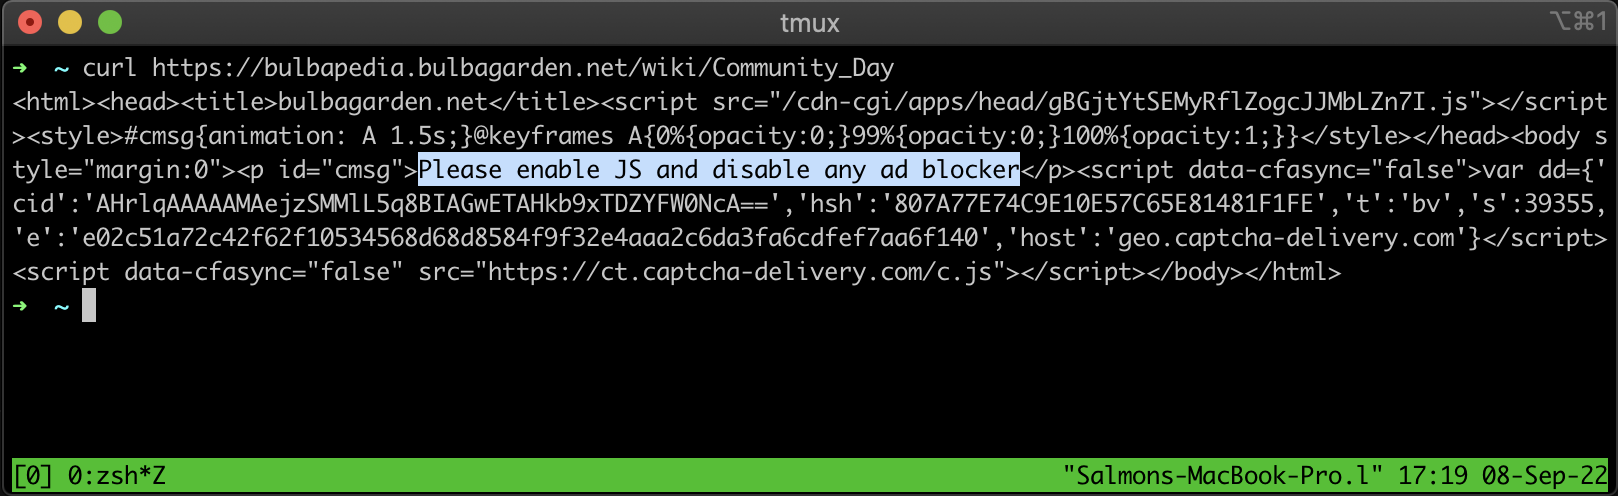 tmux
⌥⌘1
➜  ~ curl https://bulbapedia.bulbagarden.net/wiki/Community_Day
<html><head><title>bulbagarden.net</title><script src="/cdn-cgi/apps/head/gBGjtYtSEMyRflZogcJJMbLZn7I.js"></script
><style>#cmsg{animation: A 1.5s;}@keyframes A{0%{opacity:0;}99%{opacity:0;}100%{opacity:1;}}</style></head><body s
tyle="margin:0"><p id="cmsg">Please enable JS and disable any ad blocker</p><script data-cfasync="false">var dd={'
cid':'AHrlqAAAAAMAejzSMMlL5q8BIAGwETAHkb9xTDZYFW0NcA==','hsh':'807A77E74C9E10E57C65E81481F1FE','t':'bv','s':39355,
'e':'e02c51a72c42f62f10534568d68d8584f9f32e4aaa2c6da3fa6cdfef7aa6f140','host':'geo.captcha-delivery.com'}</script>
<script data-cfasync="false" src="https://ct.captcha-delivery.com/c.js"></script></body></html>
➜  ~
[0] 0:zsh*Z "Salmons-MacBook-Pro.l" 17:19 08-Sep-22